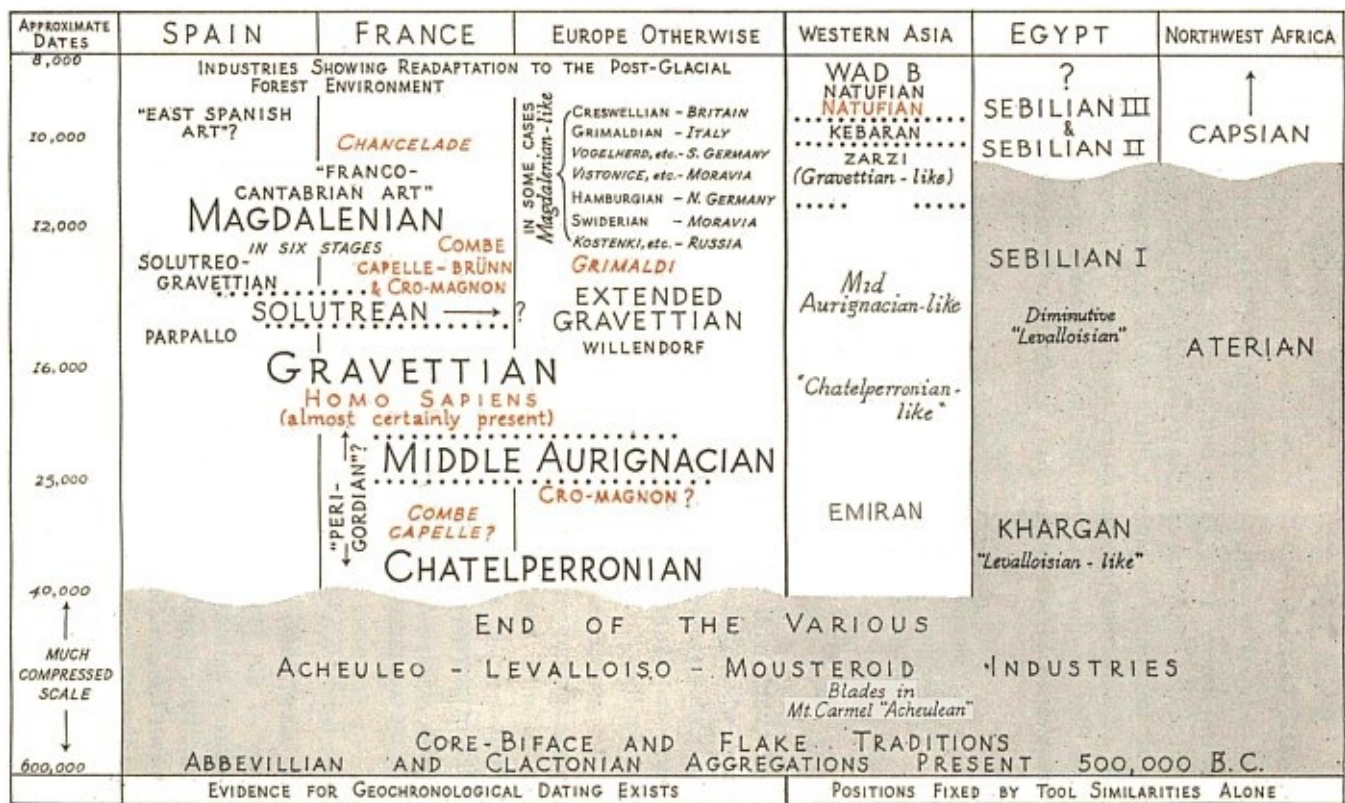 APPROXIMATE DATES
SPAIN
FRANCE
EUROPE OTHERWISE
WESTERN ASIA
EGYPT
NORTHWEST AFRICA
8,000
10,000
12,000
16,000
25,000
40,000
MUCH
COMPRESSED
SCALE
600,000
INDUSTRIES SHOWING READAPTATION TO THE POST-GLACIAL
FOREST ENVIRONMENT
"EAST SPANISH
ART"?
CHANCELADE
"FRANCO-
CANTABRIAN ART"
MAGDALENIAN
IN SIX STAGES
SOLUTREO-
GRAVETTIAN
COMBE
CAPELLE-BRÜNN
& CRO-MAGNON
SOLUTREAN → ?
PARPALLO
GRAVETTIAN
HOMO SAPIENS
(almost certainly present)
"PERI-
GORDIAN"?
MIDDLE AURIGNACIAN
CRO-MAGNON ?
COMBE
CAPELLE?
CHATELPERRONIAN
IN SOME CASES
Magdalenian-like
CRESWELLIAN - BRITAIN
GRIMALDIAN - ITALY
VOGELHERD, etc. - S. GERMANY
VISTONICE, etc. - MORAVIA
HAMBURGIAN - N. GERMANY
SWIDERIAN - MORAVIA
KOSTENKI, etc. - RUSSIA
GRIMALDI
EXTENDED
GRAVETTIAN
WILLENDORF
WAD B
NATUFIAN
NATUFIAN
KEBARAN
ZARZI
(Gravettian-like)
Mid
Aurignacian-like
"Chatelperronian-
like"
EMIRAN
?
SEBILIAN III
&
SEBILIAN II
SEBILIAN I
Diminutive
"Levalloisian"
KHARGAN
"Levalloisian-like"
CAPSIAN
ATERIAN
END OF THE VARIOUS
ACHEULEO - LEVALLOISO - MOUSTEROID INDUSTRIES
Blades in
Mt. Carmel "Acheulean"
CORE-BIFACE AND FLAKE TRADITIONS
ABBEVILLIAN AND CLACTONIAN AGGREGATIONS PRESENT 500,000 B.C.
EVIDENCE FOR GEOCHRONOLOGICAL DATING EXISTS
POSITIONS FIXED BY TOOL SIMILARITIES ALONE